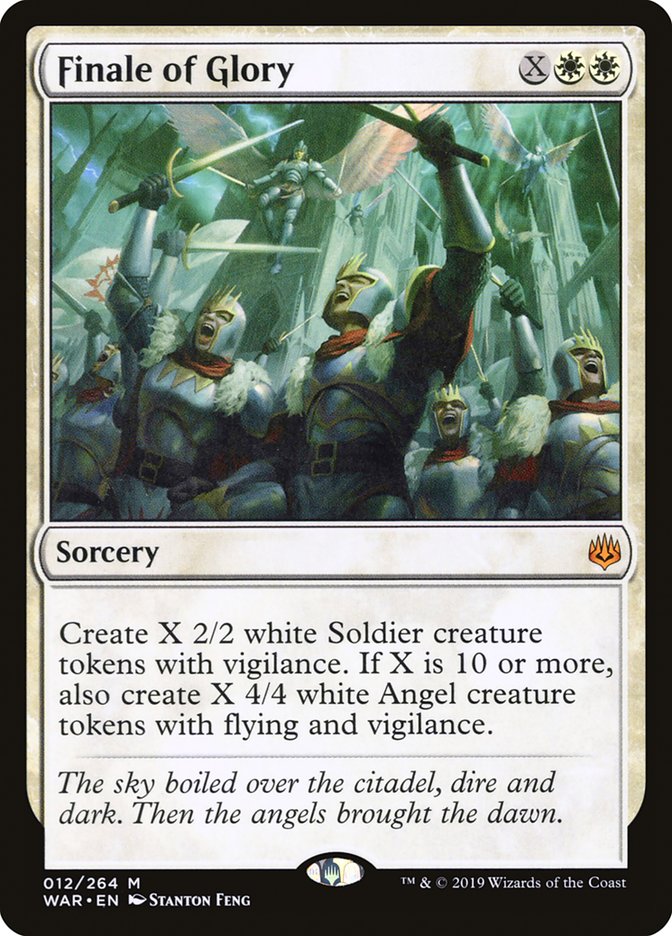 Finale of Glory X
Sorcery
Create X 2/2 white Soldier creature
tokens with vigilance. If X is 10 or more,
also create X 4/4 white Angel creature
tokens with flying and vigilance.
The sky boiled over the citadel, dire and
dark. Then the angels brought the dawn.
012/264 M
WAR • EN Stanton Feng
™ & © 2019 Wizards of the Coast